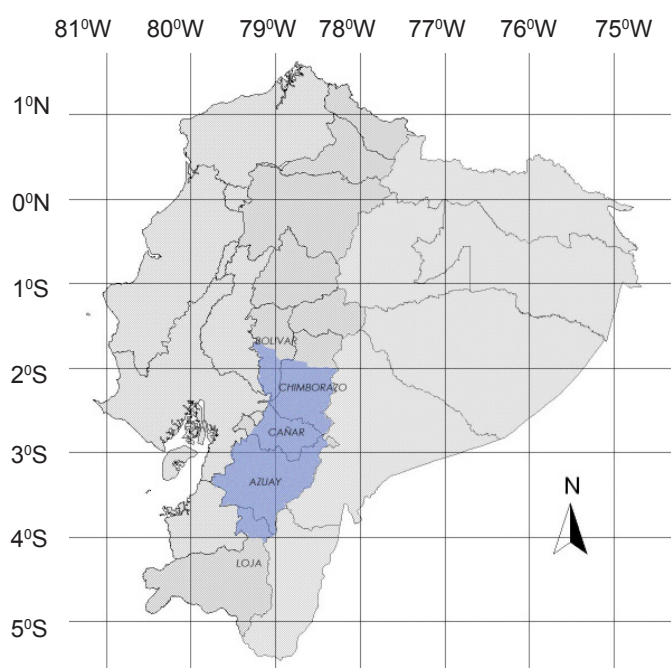 81⁰W 80⁰W 79⁰W 78⁰W 77⁰W 76⁰W 75⁰W
1⁰N
0⁰N
1⁰S
BOLIVAR
2⁰S
CHIMBORAZO
CAÑAR
3⁰S
AZUAY
N
4⁰S
LOJA
5⁰S